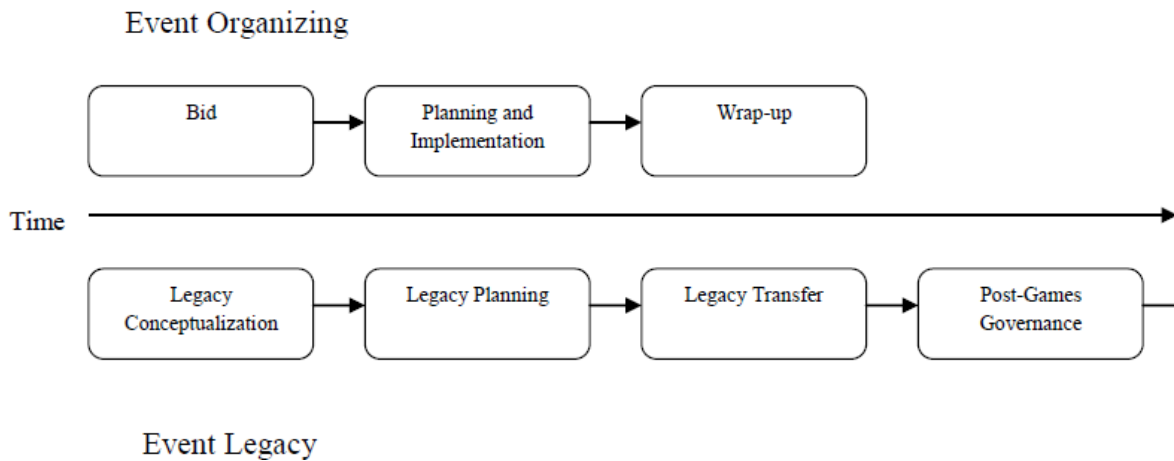 Event Organizing
Bid
Planning and
Implementation
Wrap-up
Time
Legacy
Conceptualization
Legacy Planning
Legacy Transfer
Post-Games
Governance
Event Legacy